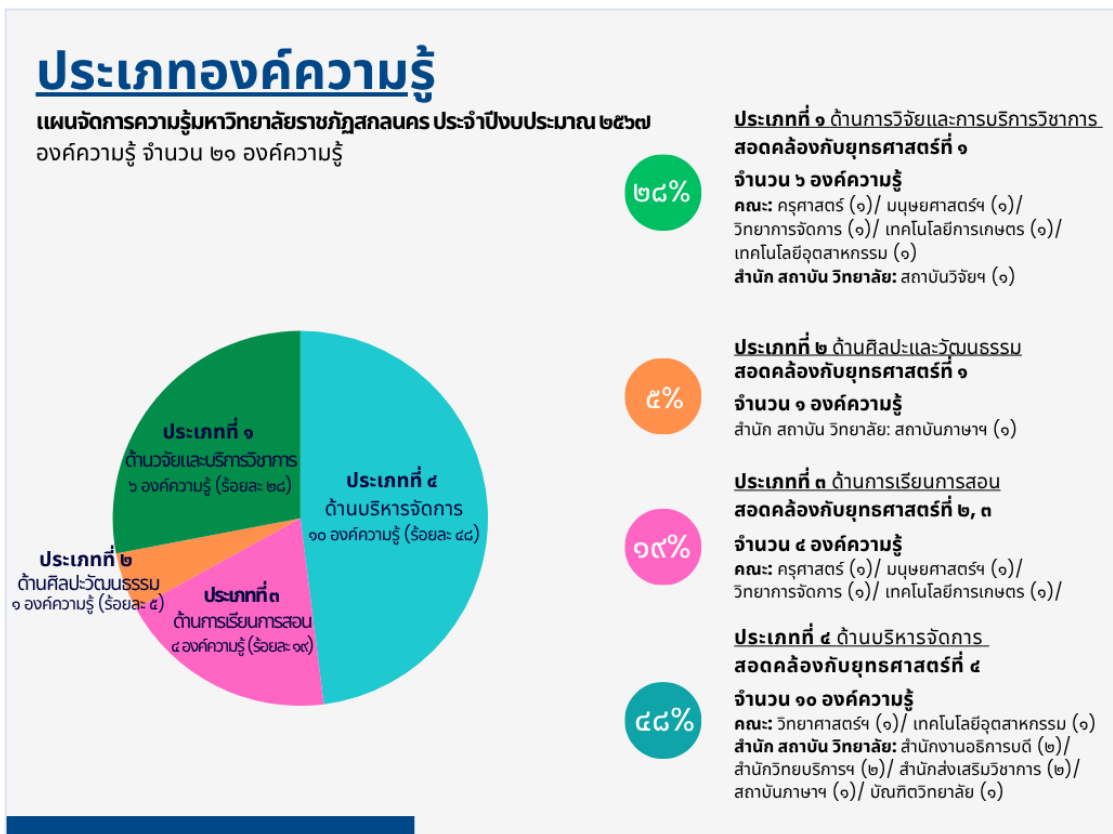 ประเภทองค์ความรู้
แผนจัดการความรู้มหาวิทยาลัยราชภัฏสกลนคร ประจำปีงบประมาณ ๒๕๖๗
องค์ความรู้ จำนวน ๒๑ องค์ความรู้
ประเภทที่ ๑
ด้านวจัยและบริการวิชาการ
๖ องค์ความรู้ (ร้อยละ ๒๘)
ประเภทที่ ๒
ด้านศิลปะวัฒนธรรม
๑ องค์ความรู้ (ร้อยละ ๕)
ประเภทที่ ๓
ด้านการเรียนการสอน
๔ องค์ความรู้ (ร้อยละ ๑๙)
ประเภทที่ ๔
ด้านบริหารจัดการ
๑๐ องค์ความรู้ (ร้อยละ ๔๘)
๒๘%
ประเภทที่ ๑ ด้านการวิจัยและการบริการวิชาการ
สอดคล้องกับยุทธศาสตร์ที่ ๑
จำนวน ๖ องค์ความรู้
คณะ: ครุศาสตร์ (๑)/ มนุษยศาสตร์ฯ (๑)/
วิทยาการจัดการ (๑)/ เทคโนโลยีการเกษตร (๑)/
เทคโนโลยีอุตสาหกรรม (๑)
สำนัก สถาบัน วิทยาลัย: สถาบันวิจัยฯ (๑)
๕%
ประเภทที่ ๒ ด้านศิลปะและวัฒนธรรม
สอดคล้องกับยุทธศาสตร์ที่ ๑
จำนวน ๑ องค์ความรู้
สำนัก สถาบัน วิทยาลัย: สถาบันภาษาฯ (๑)
๑๙%
ประเภทที่ ๓ ด้านการเรียนการสอน
สอดคล้องกับยุทธศาสตร์ที่ ๒, ๓
จำนวน ๔ องค์ความรู้
คณะ: ครุศาสตร์ (๑)/ มนุษยศาสตร์ฯ (๑)/
วิทยาการจัดการ (๑)/ เทคโนโลยีการเกษตร (๑)/
๔๘%
ประเภทที่ ๔ ด้านบริหารจัดการ
สอดคล้องกับยุทธศาสตร์ที่ ๔
จำนวน ๑๐ องค์ความรู้
คณะ: วิทยาศาสตร์ฯ (๑)/ เทคโนโลยีอุตสาหกรรม (๑)
สำนัก สถาบัน วิทยาลัย: สำนักงานอธิการบดี (๒)/
สำนักวิทยบริการฯ (๒)/ สำนักส่งเสริมวิชาการ (๒)/
สถาบันภาษาฯ (๑)/ บัณฑิตวิทยาลัย (๑)